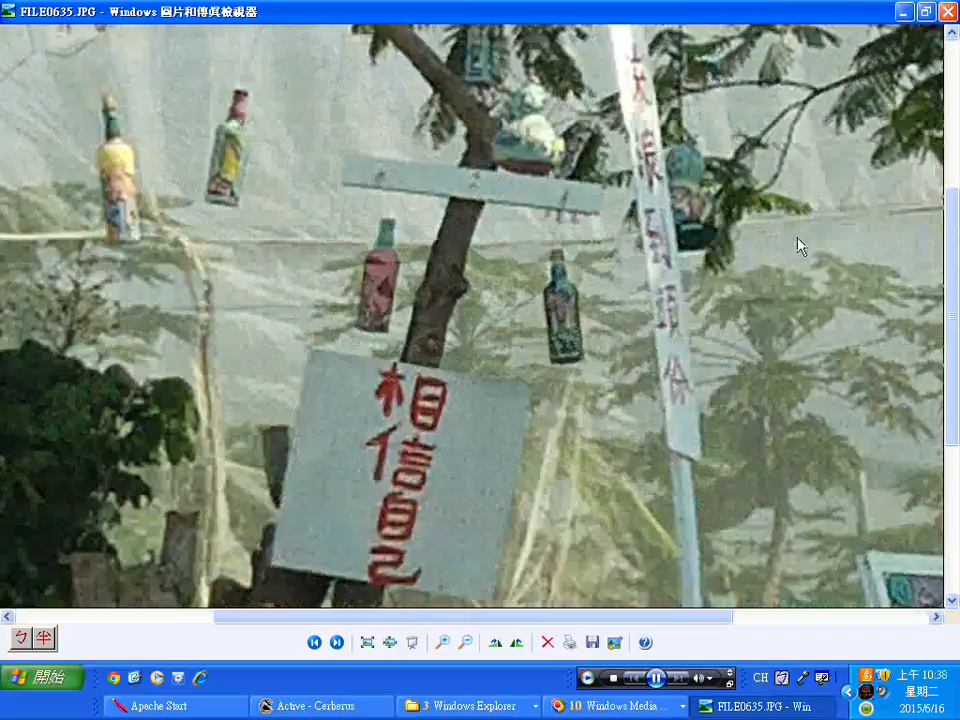 FILE0635.JPG - Windows 圖片和傳真檢視器
相信自己
ㄅ 半
開始
CH
上午 10:38
星期二
2015/6/16
Apache Start
Active - Cerberus
3 Windows Explorer
10 Windows Media ...
FILE0635.JPG - Win